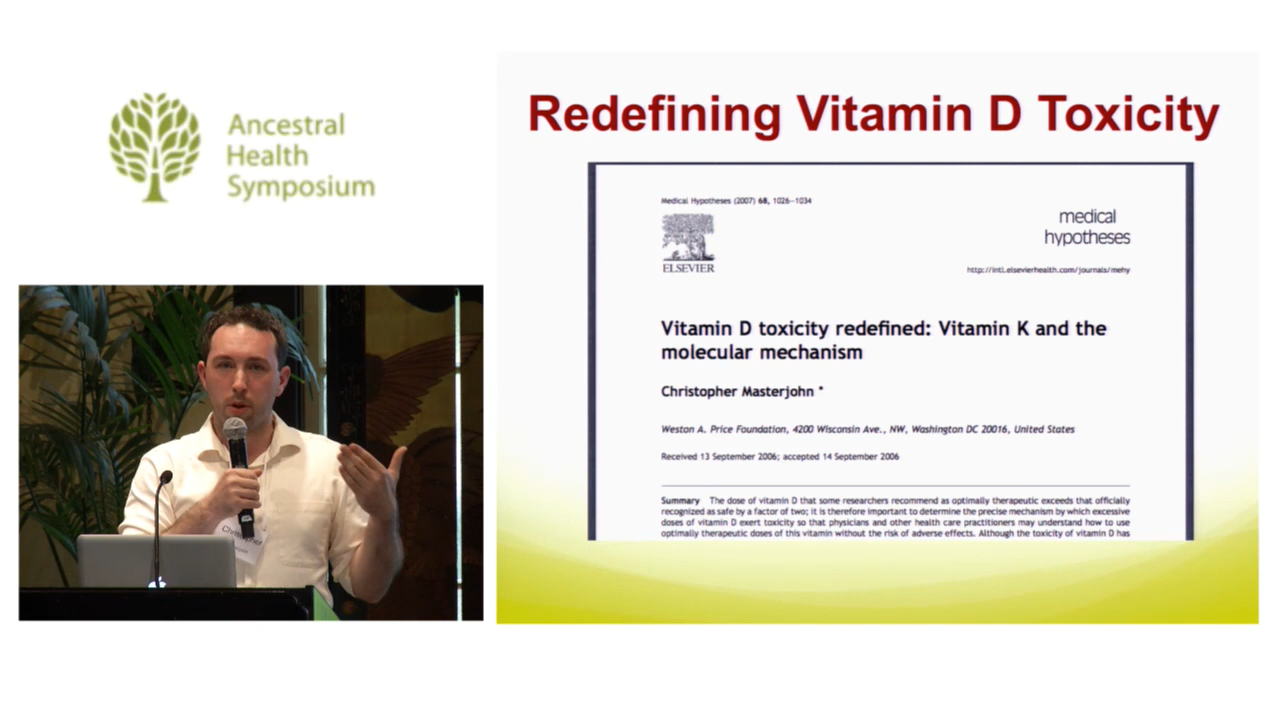 Ancestral
Health
Symposium
Redefining Vitamin D Toxicity
Medical Hypotheses (2007) 68, 1026–1034
ELSEVIER
medical
hypotheses
http://intl.elsevierhealth.com/journals/mehy
Vitamin D toxicity redefined: Vitamin K and the
molecular mechanism
Christopher Masterjohn *
Weston A. Price Foundation, 4200 Wisconsin Ave., NW, Washington DC 20016, United States
Received 13 September 2006; accepted 14 September 2006
Summary The dose of vitamin D that some researchers recommend as optimally therapeutic exceeds that officially
recognized as safe by a factor of two; it is therefore important to determine the precise mechanism by which excessive
doses of vitamin D exert toxicity so that physicians and other health care practitioners may understand how to use
optimally therapeutic doses of this vitamin without the risk of adverse effects. Although the toxicity of vitamin D has
Christopher